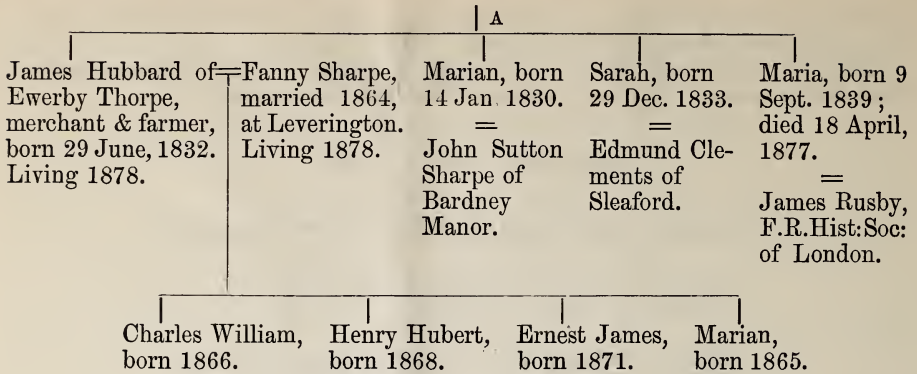 A
James Hubbard of
Ewerby Thorpe,
merchant & farmer,
born 29 June, 1832.
Living 1878.
=
Fanny Sharpe,
married 1864,
at Leverington.
Living 1878.
Marian, born
14 Jan. 1830.
=
John Sutton
Sharpe of
Bardney
Manor.
Sarah, born
29 Dec. 1833.
=
Edmund Cle-
ments of
Sleaford.
Maria, born 9
Sept. 1839 ;
died 18 April,
1877.
=
James Rusby,
F.R.Hist:Soc:
of London.
Charles William,
born 1866.
Henry Hubert,
born 1868.
Ernest James,
born 1871.
Marian,
born 1865.